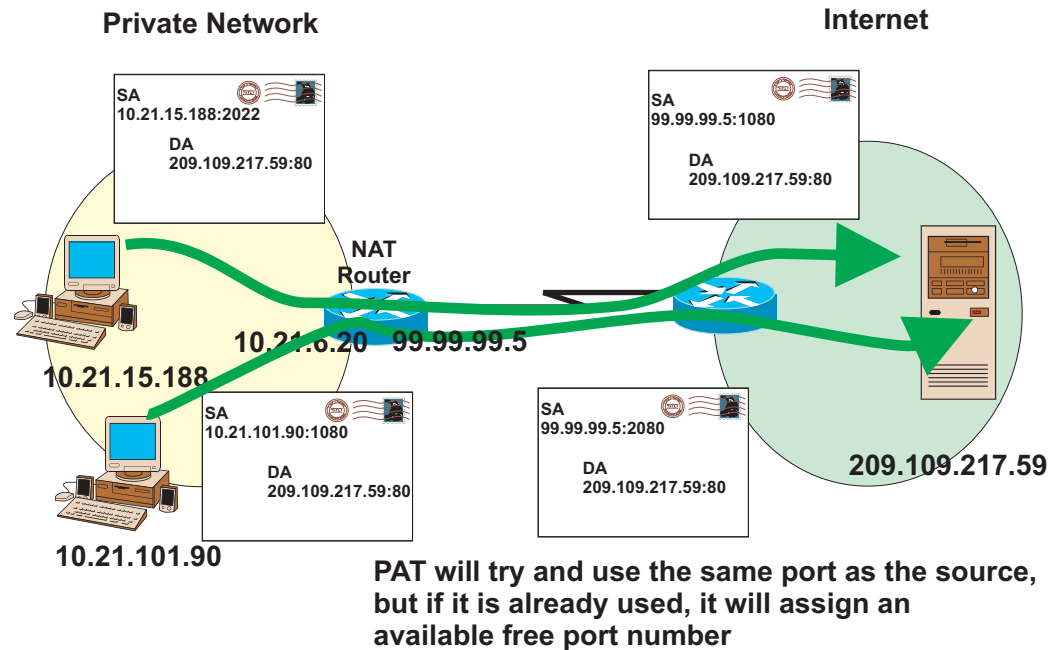 Private Network
Internet
SA
10.21.15.188:2022
DA
209.109.217.59:80
SA
99.99.99.5:1080
DA
209.109.217.59:80
NAT
Router
10.21.6.20
99.99.99.5
10.21.15.188
SA
10.21.101.90:1080
DA
209.109.217.59:80
SA
99.99.99.5:2080
DA
209.109.217.59:80
209.109.217.59
10.21.101.90
PAT will try and use the same port as the source,
but if it is already used, it will assign an
available free port number